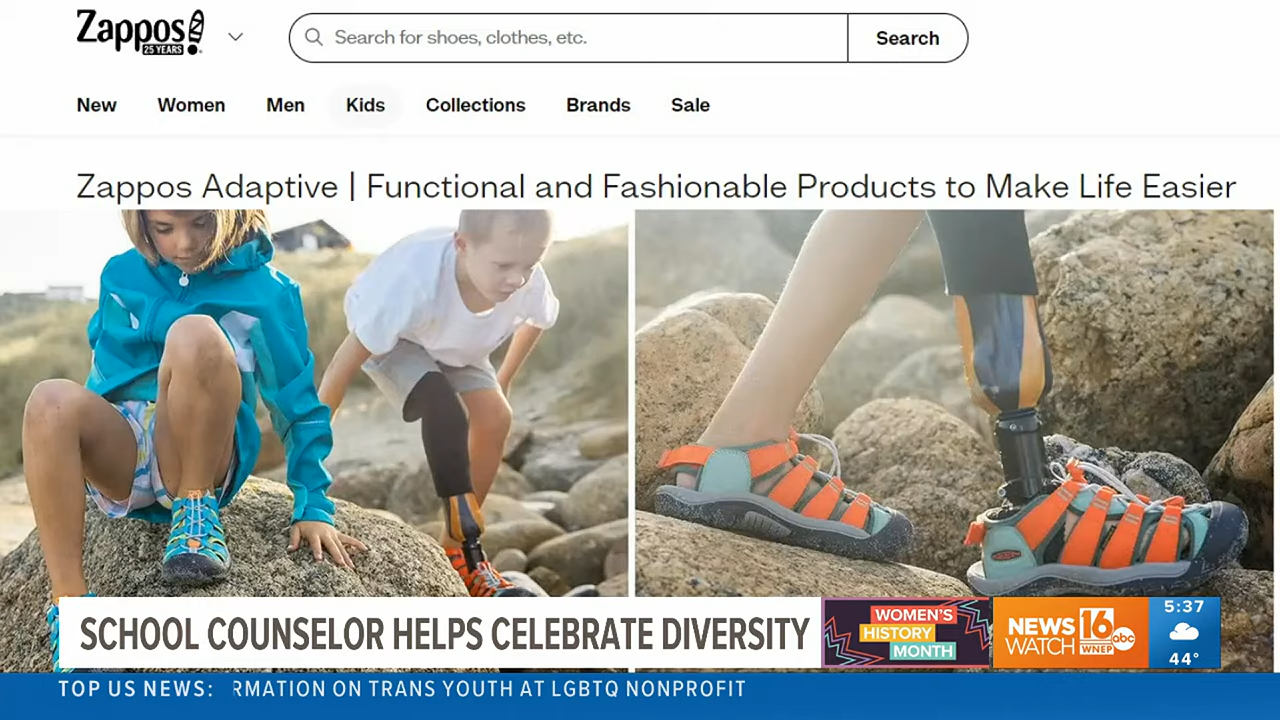 Zappos!
25 YEARS
Search for shoes, clothes, etc.
Search
New Women Men Kids Collections Brands Sale
Zappos Adaptive | Functional and Fashionable Products to Make Life Easier
KEEN
SCHOOL COUNSELOR HELPS CELEBRATE DIVERSITY
WOMEN'S
HISTORY
MONTH
NEWS
WATCH
16
WNEP
abc
5:37
44°
TOP US NEWS: RMATION ON TRANS YOUTH AT LGBTQ NONPROFIT